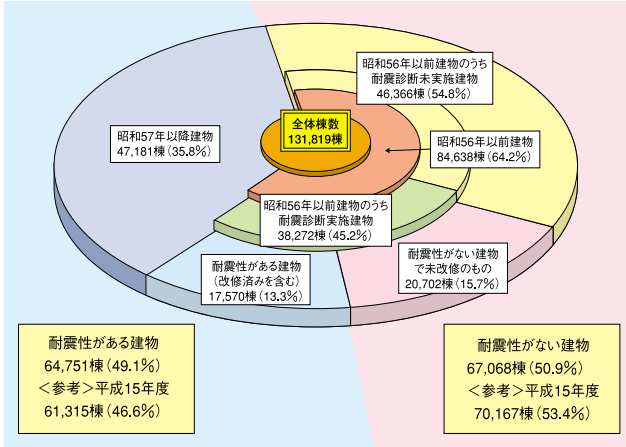 昭和56年以前建物のうち
耐震診断未実施建物
46,366棟(54.8%)
全体棟数
131,819棟
昭和57年以降建物
47,181棟(35.8%)
昭和56年以前建物
84,638棟(64.2%)
昭和56年以前建物のうち
耐震診断実施建物
38,272棟(45.2%)
耐震性がある建物
(改修済みを含む)
17,570棟(13.3%)
耐震性がない建物
で未改修のもの
20,702棟(15.7%)
耐震性がある建物
64,751棟(49.1%)
<参考>平成15年度
61,315棟(46.6%)
耐震性がない建物
67,068棟(50.9%)
<参考>平成15年度
70,167棟(53.4%)